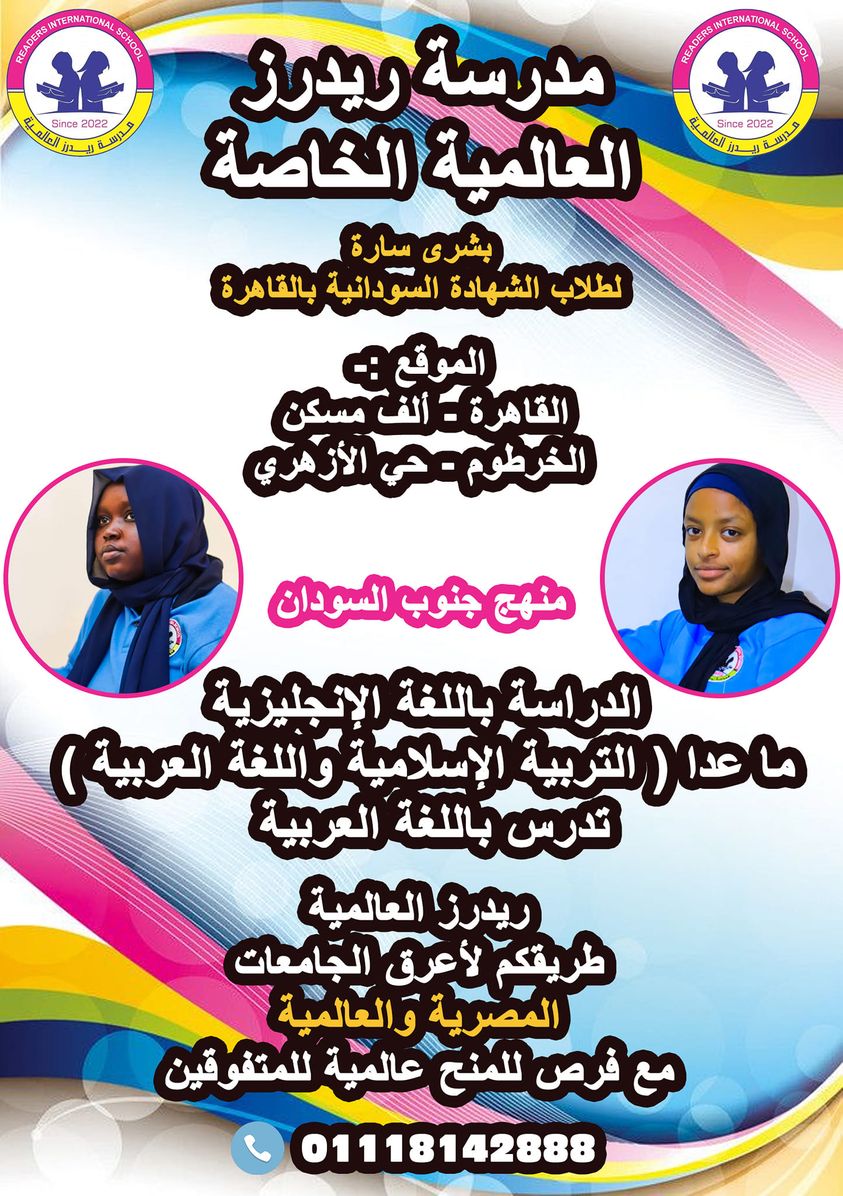 READERS INTERNATIONAL SCHOOL
Since 2022
مدرسة ريدرز العالمية
READERS INTERNATIONAL SCHOOL
Since 2022
مدرسة ريدرز العالمية
مدرسة ريدرز
العالمية الخاصة
بشرى سارة
لطلاب الشهادة السودانية بالقاهرة
الموقع :-
القاهرة - ألف مسكن
الخرطوم - حي الأزهري
منهج جنوب السودان
الدراسة باللغة الإنجليزية
ما عدا ( التربية الإسلامية واللغة العربية )
تدرس باللغة العربية
ريدرز العالمية
طريقكم لأعرق الجامعات
المصرية والعالمية
مع فرص للمنح عالمية للمتفوقين
01118142888